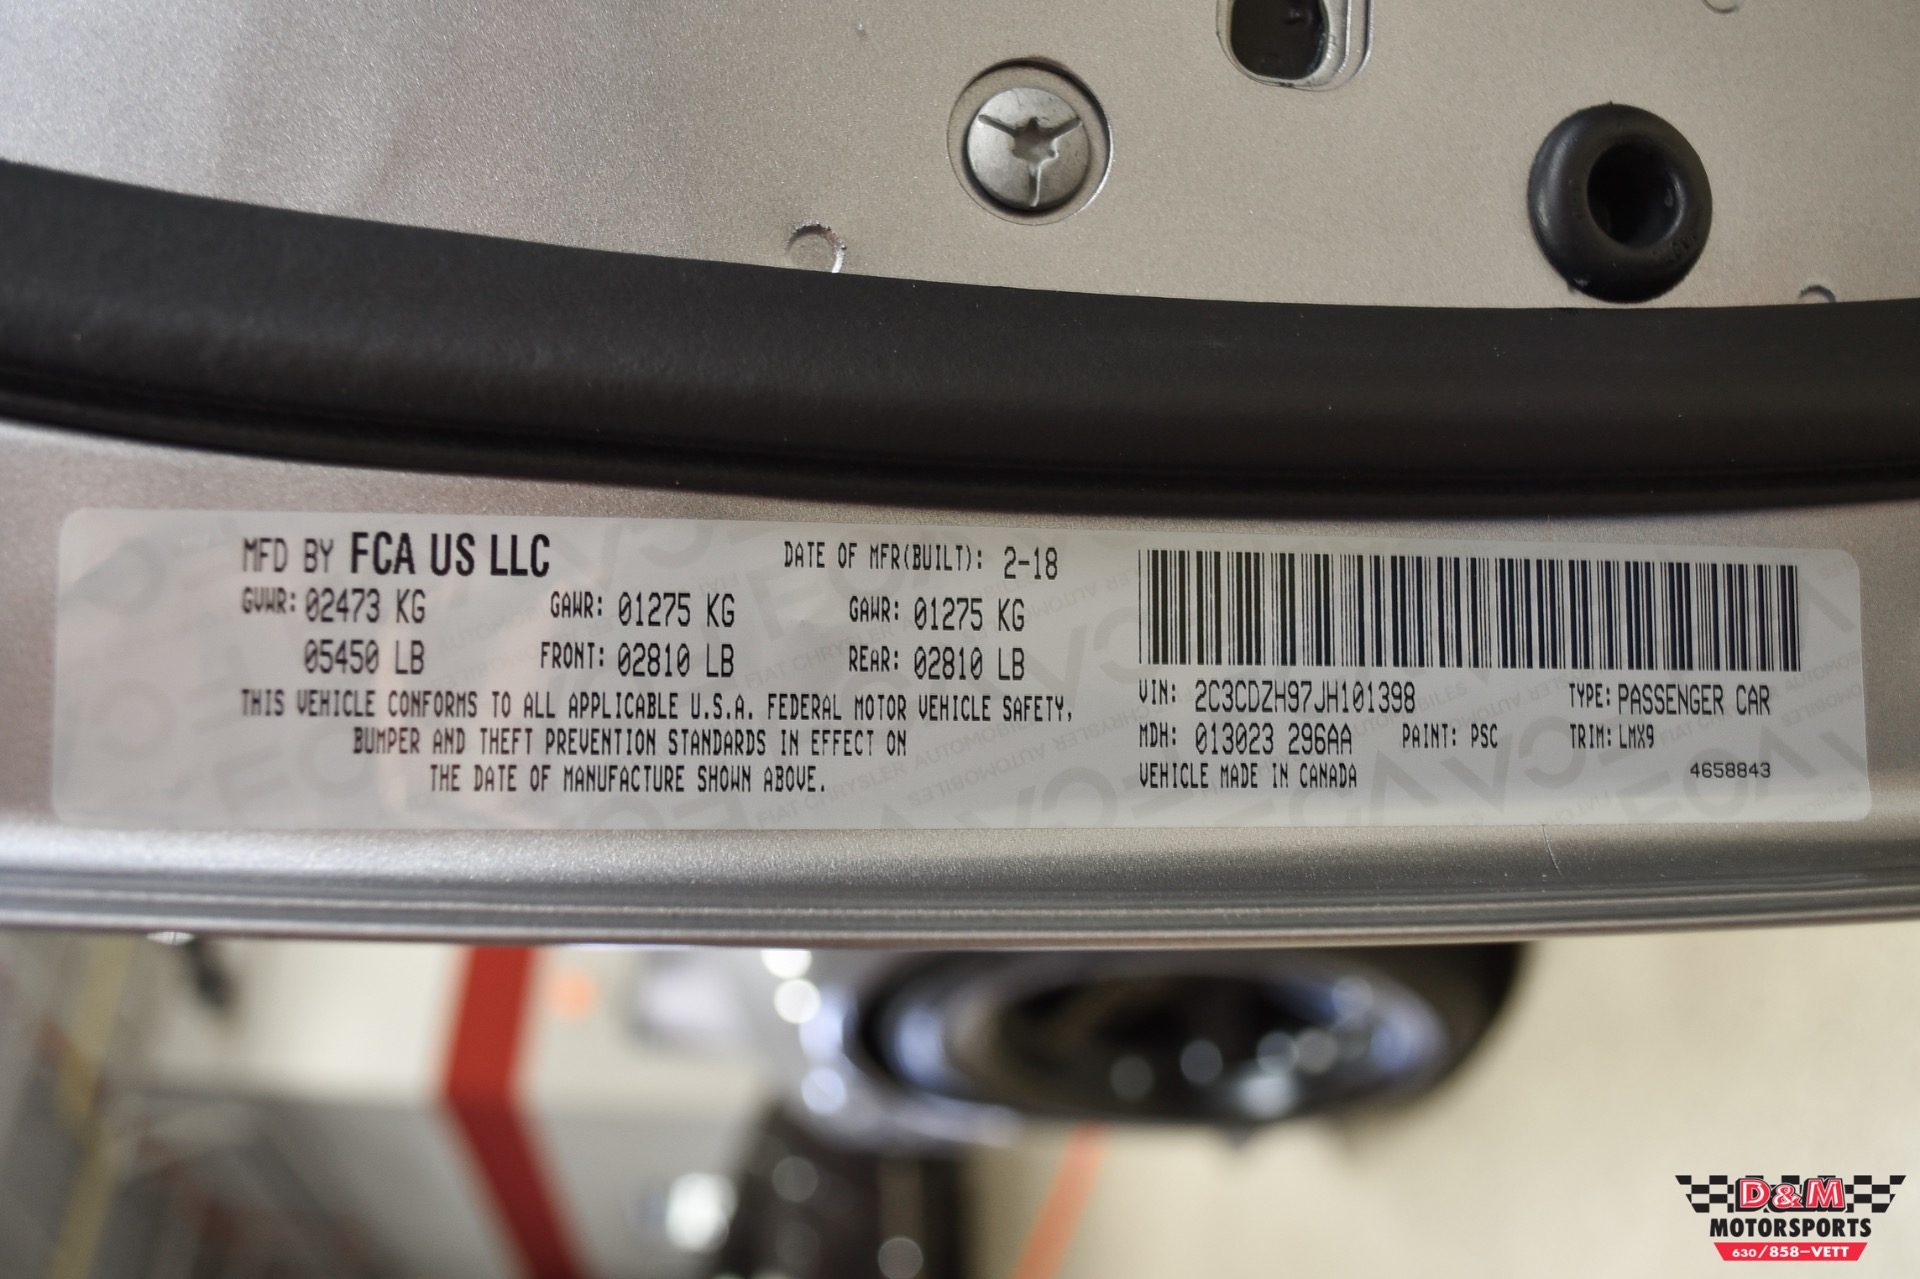 MFD BY FCA US LLC DATE OF MFR(BUILT): 2-18
GVWR: 02473 KG GAWR: 01275 KG GAWR: 01275 KG
05450 LB FRONT: 02810 LB REAR: 02810 LB
THIS VEHICLE CONFORMS TO ALL APPLICABLE U.S.A. FEDERAL MOTOR VEHICLE SAFETY,
BUMPER AND THEFT PREVENTION STANDARDS IN EFFECT ON
THE DATE OF MANUFACTURE SHOWN ABOVE.
VIN: 2C3CDZH97JH101398 TYPE: PASSENGER CAR
MDH: 013023 296AA PAINT: PSC TRIM: LMX9
VEHICLE MADE IN CANADA 4658843
D&M
MOTORSPORTS
630/858-VETT